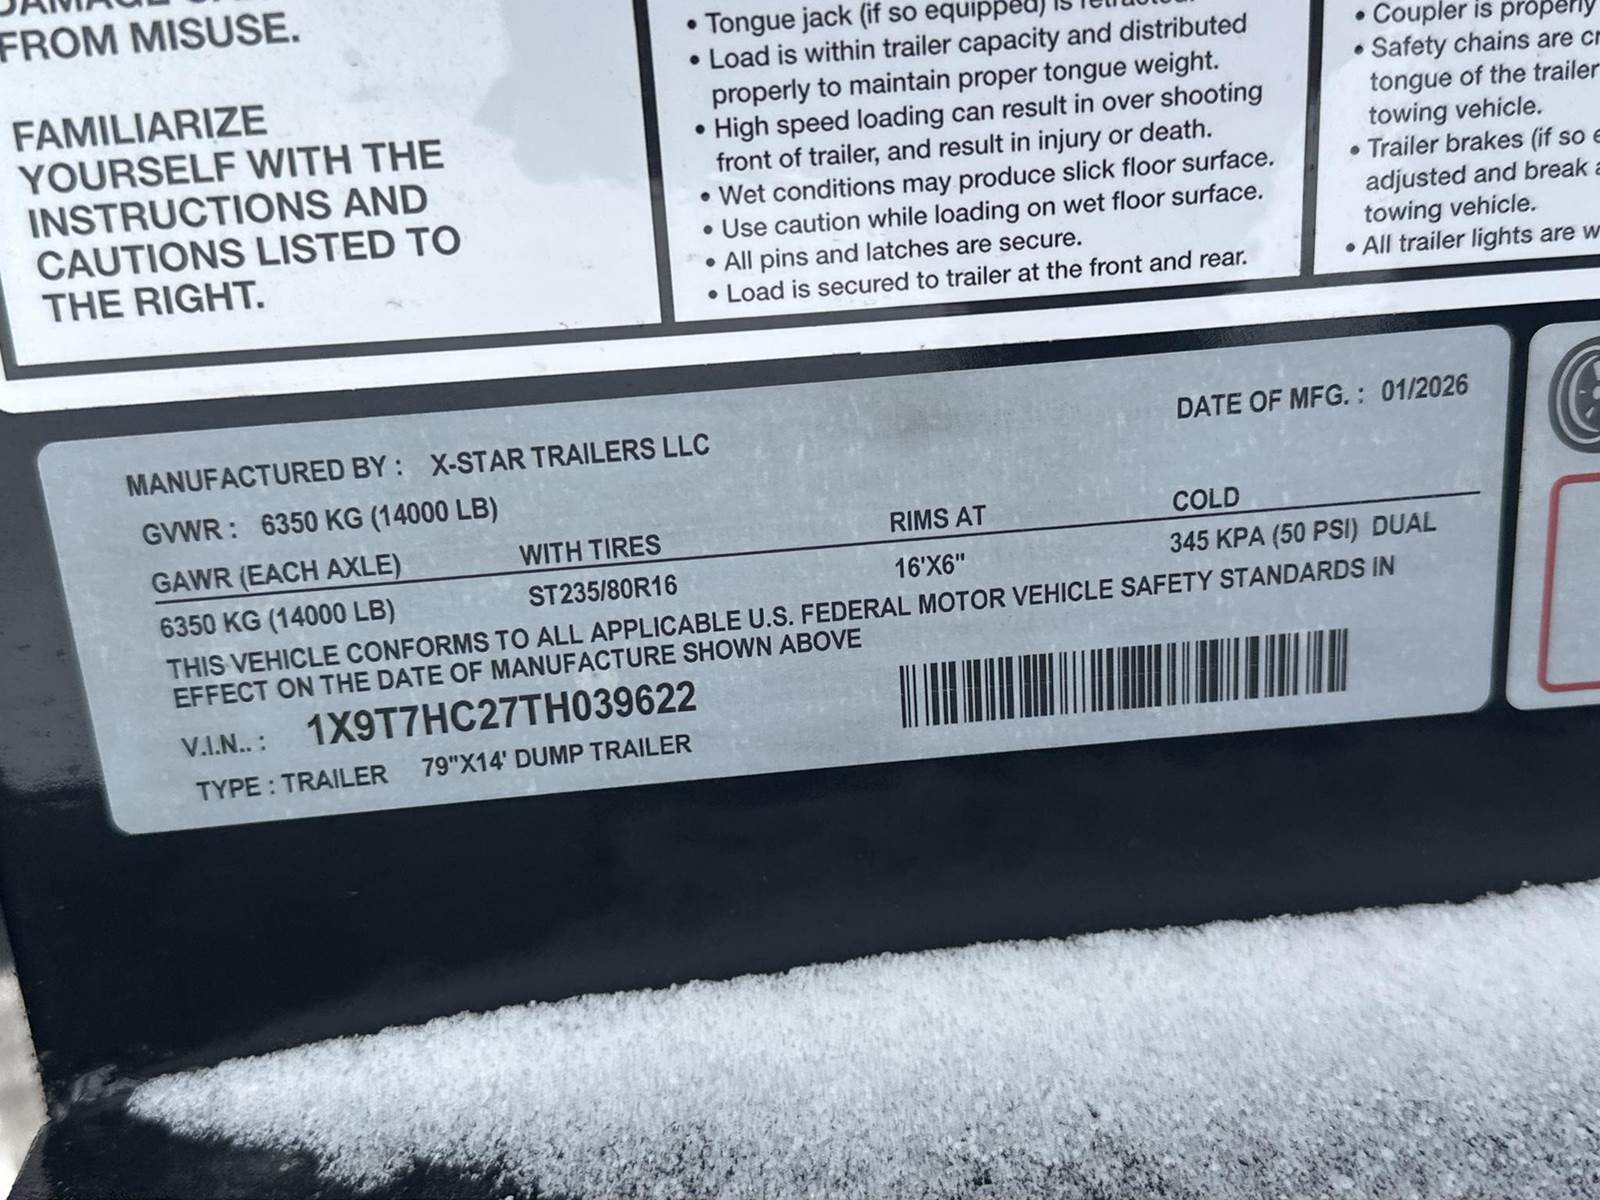 FROM MISUSE.
FAMILIARIZE
YOURSELF WITH THE
INSTRUCTIONS AND
CAUTIONS LISTED TO
THE RIGHT.
• Tongue jack (if so equipped) is retracted.
• Load is within trailer capacity and distributed
properly to maintain proper tongue weight.
• High speed loading can result in over shooting
front of trailer, and result in injury or death.
• Wet conditions may produce slick floor surface.
• Use caution while loading on wet floor surface.
• All pins and latches are secure.
• Load is secured to trailer at the front and rear.
• Coupler is properly
• Safety chains are
tongue of the trailer
towing vehicle.
• Trailer brakes (if so
adjusted and break
towing vehicle.
• All trailer lights are
MANUFACTURED BY : X-STAR TRAILERS LLC DATE OF MFG. : 01/2026
GVWR : 6350 KG (14000 LB)
GAWR (EACH AXLE) WITH TIRES RIMS AT COLD
6350 KG (14000 LB) ST235/80R16 16'X6" 345 KPA (50 PSI) DUAL
THIS VEHICLE CONFORMS TO ALL APPLICABLE U.S. FEDERAL MOTOR VEHICLE SAFETY STANDARDS IN
EFFECT ON THE DATE OF MANUFACTURE SHOWN ABOVE
V.I.N.. : 1X9T7HC27TH039622
TYPE : TRAILER 79"X14' DUMP TRAILER